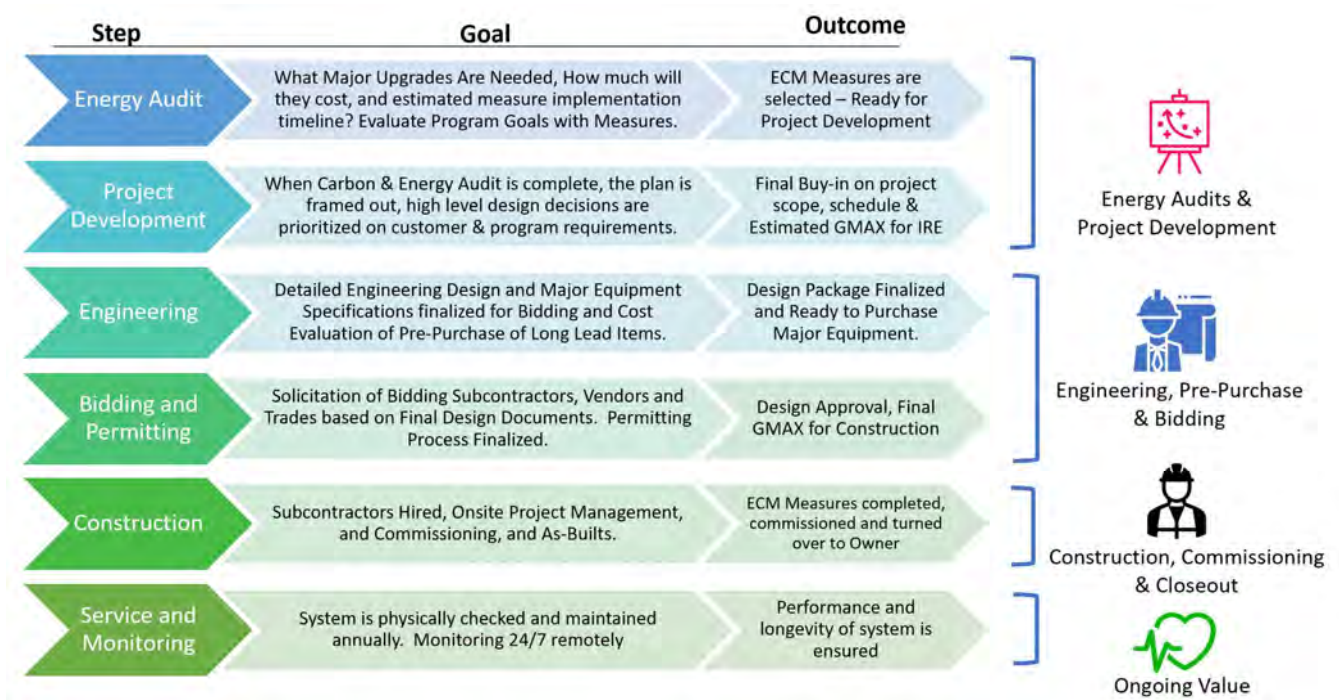 Step
Goal
Outcome
Energy Audit
What Major Upgrades Are Needed, How much will
they cost, and estimated measure implementation
timeline? Evaluate Program Goals with Measures.
ECM Measures are
selected – Ready for
Project Development
Project
Development
When Carbon & Energy Audit is complete, the plan is
framed out, high level design decisions are
prioritized on customer & program requirements.
Final Buy-in on project
scope, schedule &
Estimated GMAX for IRE
Energy Audits &
Project Development
Engineering
Detailed Engineering Design and Major Equipment
Specifications finalized for Bidding and Cost
Evaluation of Pre-Purchase of Long Lead Items.
Design Package Finalized
and Ready to Purchase
Major Equipment.
Bidding and
Permitting
Solicitation of Bidding Subcontractors, Vendors and
Trades based on Final Design Documents.  Permitting
Process Finalized.
Design Approval, Final
GMAX for Construction
Engineering, Pre-Purchase
& Bidding
Construction
Subcontractors Hired, Onsite Project Management,
and Commissioning, and As-Builts.
ECM Measures completed,
commissioned and turned
over to Owner
Construction, Commissioning
& Closeout
Service and
Monitoring
System is physically checked and maintained
annually.  Monitoring 24/7 remotely
Performance and
longevity of system is
ensured
Ongoing Value